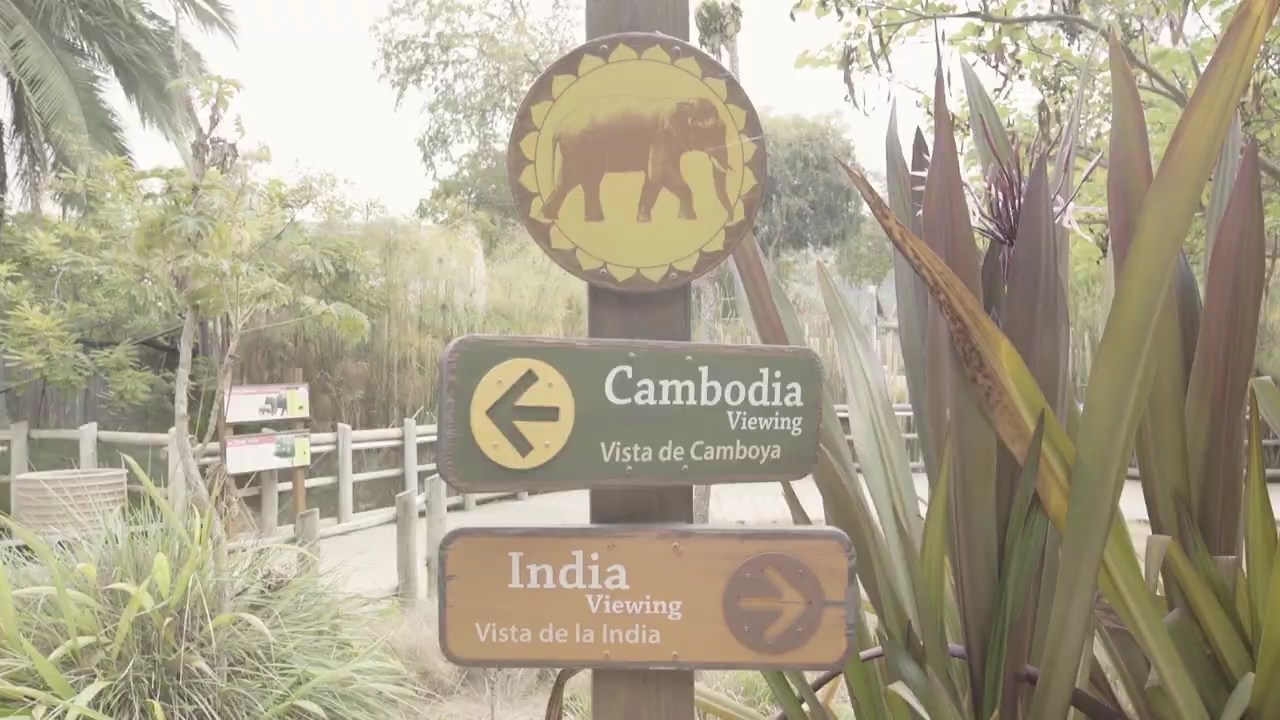 Cambodia
Viewing
Vista de Camboya
India
Viewing
Vista de la India